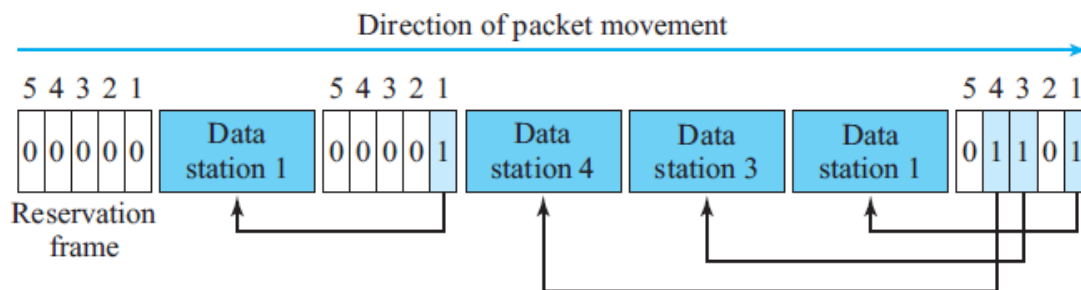 Direction of packet movement
5 4 3 2 1
5 4 3 2 1
5 4 3 2 1
0 0 0 0 0
Data
station 1
0 0 0 0 1
Data
station 4
Data
station 3
Data
station 1
0 1 1 0 1
Reservation
frame